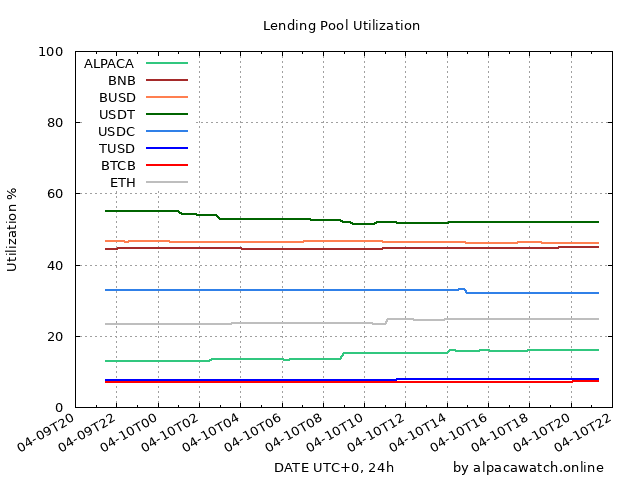 Lending Pool Utilization
Utilization %
100
80
60
40
20
0
ALPACA
BNB
BUSD
USDT
USDC
TUSD
BTCB
ETH
04-09T20
04-09T22
04-10T00
04-10T02
04-10T04
04-10T06
04-10T08
04-10T10
04-10T12
04-10T14
04-10T16
04-10T18
04-10T20
04-10T22
DATE UTC+0, 24h
by alpacawatch.online